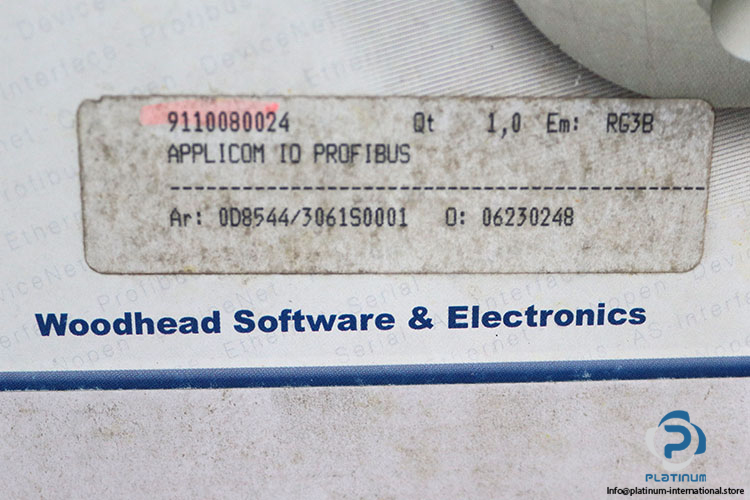 9110080024 Qt 1,0 Em: RG3B
APPLICOM IO PROFIBUS
Ar: 0D8544/3061S0001 O: 06230248
Woodhead Software & Electronics
PLATINUM
Info@platinum-international.store